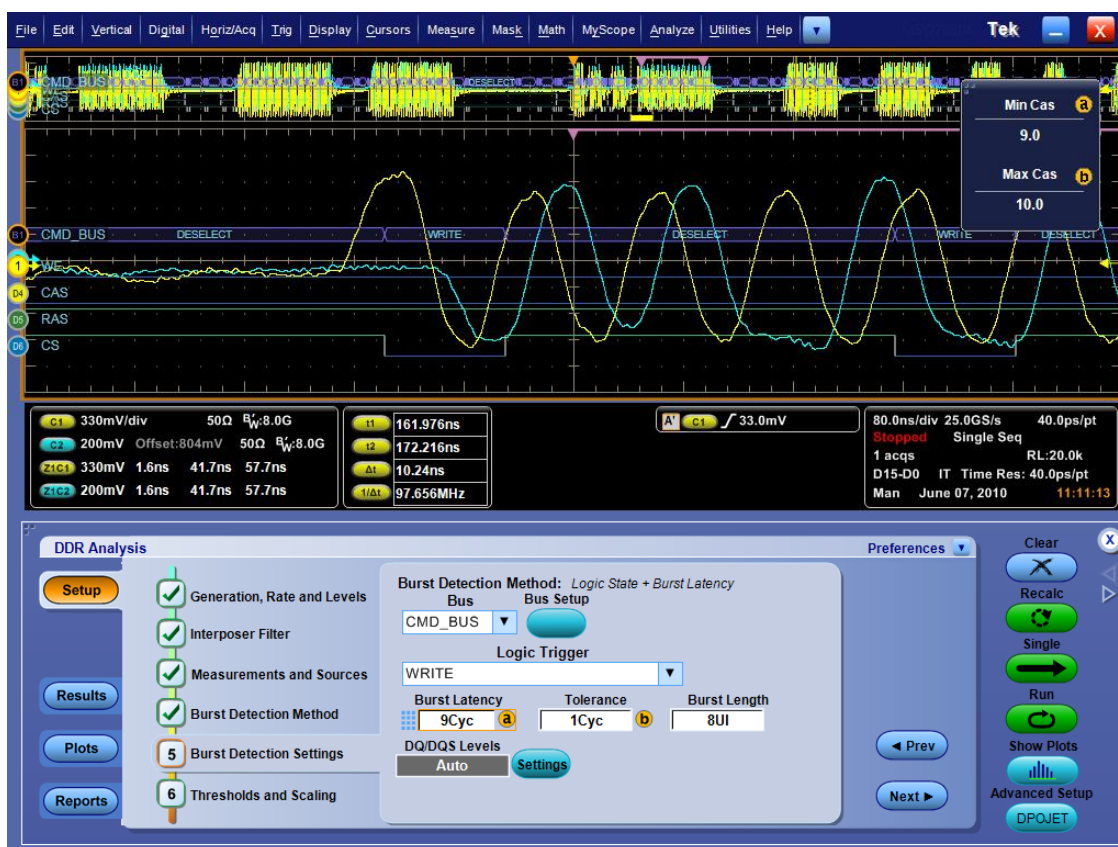 File Edit Vertical Digital Horiz/Acq Trig Display Cursors Measure Mask Math MyScope Analyze Utilities Help Tek X
B1 CMD_BUS DESELECT
CS
Min Cas a
9.0
Max Cas b
10.0
B1 CMD_BUS DESELECT WRITE DESELECT WRITE DESELECT
1 WE
D4 CAS
D5 RAS
D6 CS
C1 330mV/div 50Ω BW:8.0G
C2 200mV Offset:804mV 50Ω BW:8.0G
Z1C1 330mV 1.6ns 41.7ns 57.7ns
Z1C2 200mV 1.6ns 41.7ns 57.7ns
t1 161.976ns
t2 172.216ns
Δt 10.24ns
1/Δt 97.656MHz
A' C1 33.0mV
80.0ns/div 25.0GS/s 40.0ps/pt
Stopped Single Seq
1 acqs RL:20.0k
D15-D0 IT Time Res: 40.0ps/pt
Man June 07, 2010 11:11:13
DDR Analysis
Preferences
X
Setup
Results
Plots
Reports
Generation, Rate and Levels
Interposer Filter
Measurements and Sources
Burst Detection Method
5 Burst Detection Settings
6 Thresholds and Scaling
Burst Detection Method: Logic State + Burst Latency
Bus Bus Setup
CMD_BUS
Logic Trigger
WRITE
Burst Latency Tolerance Burst Length
9Cyc a 1Cyc b 8UI
DQ/DQS Levels
Auto Settings
Prev
Next
Clear
Recalc
Single
Run
Show Plots
Advanced Setup
DPOJET